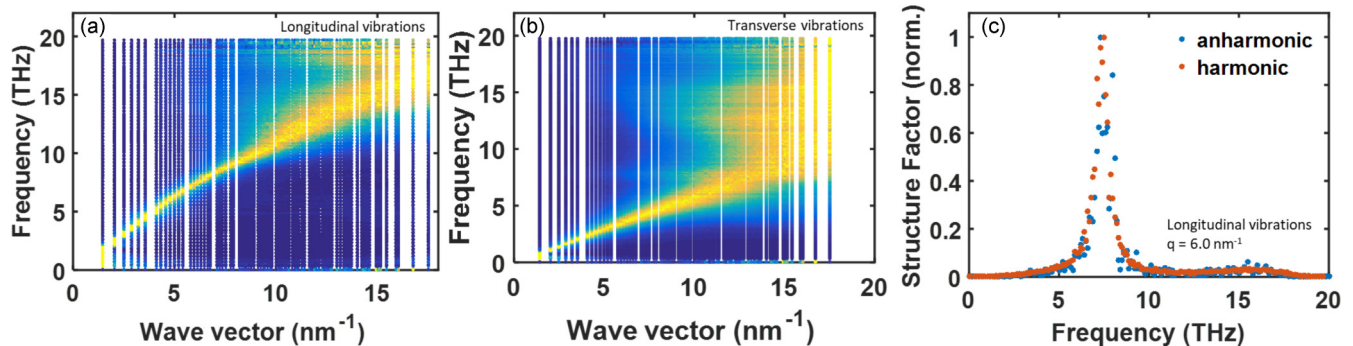 (a)
Longitudinal vibrations
Frequency (THz)
20
15
10
5
0
0
5
10
15
Wave vector (nm⁻¹)
(b)
Transverse vibrations
Frequency (THz)
20
15
10
5
0
0
5
10
15
20
Wave vector (nm⁻¹)
(c)
Structure Factor (norm.)
1
0.8
0.6
0.4
0.2
0
anharmonic
harmonic
Longitudinal vibrations
q = 6.0 nm⁻¹
0
5
10
15
20
Frequency (THz)